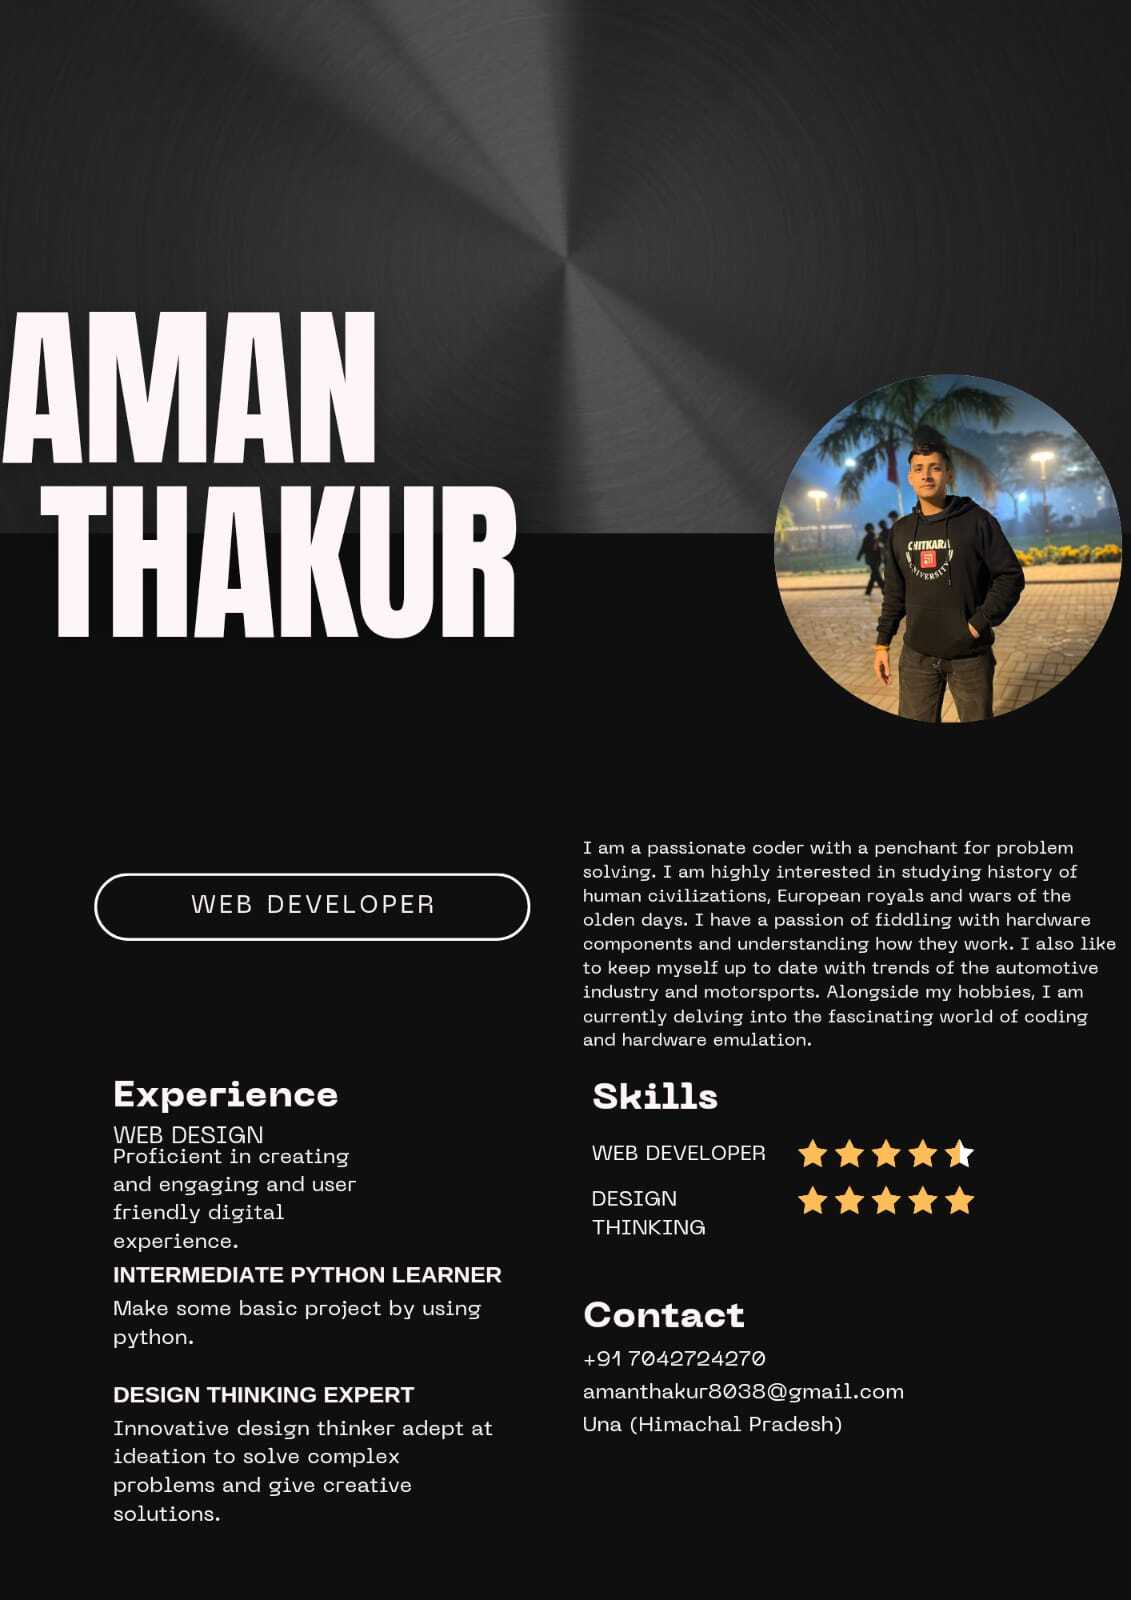 AMAN
THAKUR
CHITKARA
UNIVERSITY
WEB DEVELOPER
I am a passionate coder with a penchant for problem
solving. I am highly interested in studying history of
human civilizations, European royals and wars of the
olden days. I have a passion of fiddling with hardware
components and understanding how they work. I also like
to keep myself up to date with trends of the automotive
industry and motorsports. Alongside my hobbies, I am
currently delving into the fascinating world of coding
and hardware emulation.
Experience
WEB DESIGN
Proficient in creating
and engaging and user
friendly digital
experience.
INTERMEDIATE PYTHON LEARNER
Make some basic project by using
python.
DESIGN THINKING EXPERT
Innovative design thinker adept at
ideation to solve complex
problems and give creative
solutions.
Skills
WEB DEVELOPER
DESIGN
THINKING
Contact
+91 7042724270
amanthakur8038@gmail.com
Una (Himachal Pradesh)